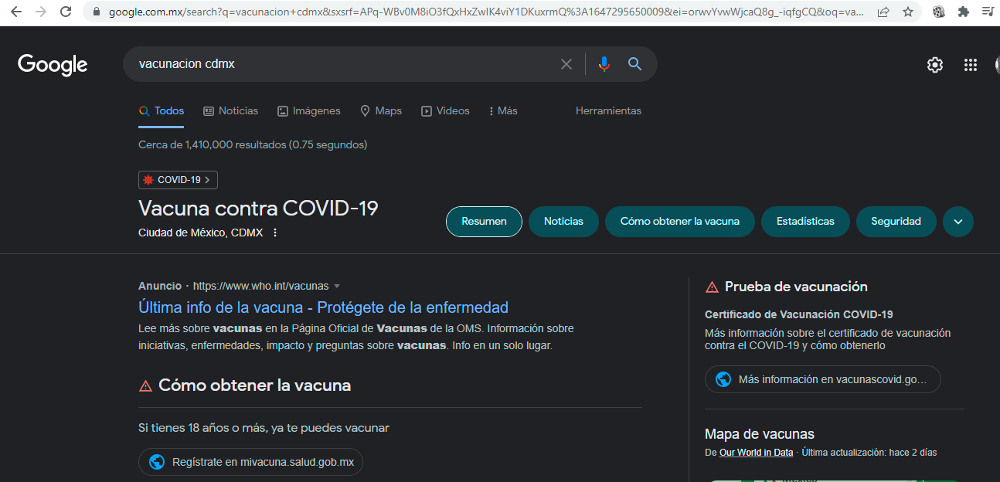 google.com.mx/search?q=vacunacion+cdmx&sxsrf=APq-WBv0M8iO3fQxHxZwIK4viY1DKuxrmQ%3A1647295650009&ei=orwvYvwWjcaQ8g_-iqfgCQ&oq=va...
Google
vacunacion cdmx
Todos Noticias Imágenes Maps Videos Más Herramientas
Cerca de 1,410,000 resultados (0.75 segundos)
COVID-19
Vacuna contra COVID-19
Ciudad de México, CDMX
Resumen Noticias Cómo obtener la vacuna Estadísticas Seguridad
Anuncio · https://www.who.int/vacunas
Última info de la vacuna - Protégete de la enfermedad
Lee más sobre vacunas en la Página Oficial de Vacunas de la OMS. Información sobre
iniciativas, enfermedades, impacto y preguntas sobre vacunas. Info en un solo lugar.
Cómo obtener la vacuna
Si tienes 18 años o más, ya te puedes vacunar
Regístrate en mivacuna.salud.gob.mx
Prueba de vacunación
Certificado de Vacunación COVID-19
Más información sobre el certificado de vacunación
contra el COVID-19 y cómo obtenerlo
Más información en vacunascovid.go...
Mapa de vacunas
De Our World in Data · Última actualización: hace 2 días